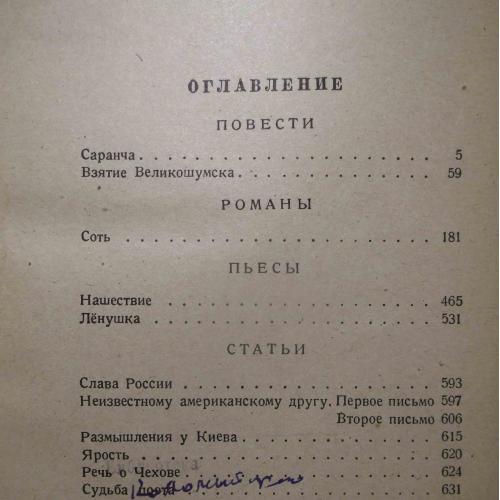 ОГЛАВЛЕНИЕ
ПОВЕСТИ
Саранча . . . . . . . . . . . . . . . . . . . . 5
Взятие Великошумска . . . . . . . . . . . . . . 59
РОМАНЫ
Соть . . . . . . . . . . . . . . . . . . . . . 181
ПЬЕСЫ
Нашествие . . . . . . . . . . . . . . . . . . 465
Лёнушка . . . . . . . . . . . . . . . . . . . 531
СТАТЬИ
Слава России . . . . . . . . . . . . . . . . . 593
Неизвестному американскому другу. Первое письмо 597
Второе письмо 606
Размышления у Киева . . . . . . . . . . . . . 615
Ярость . . . . . . . . . . . . . . . . . . . . 620
Речь о Чехове . . . . . . . . . . . . . . . . 624
Судьба поэта . . . . . . . . . . . . . . . . . 631